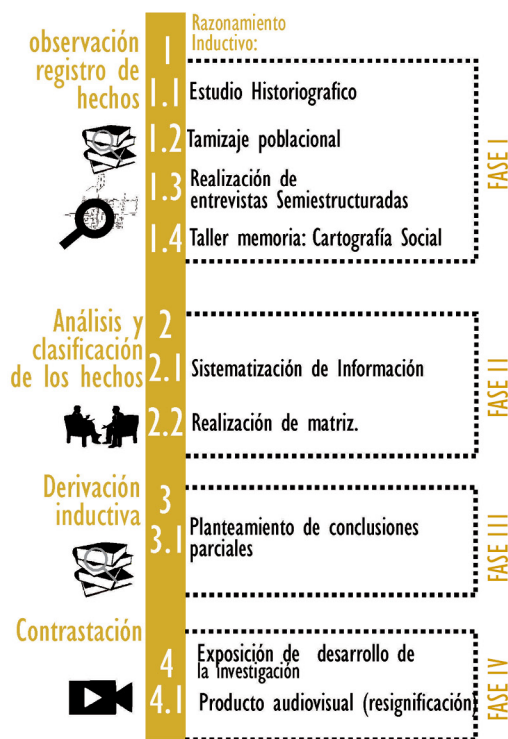 Razonamiento
Inductivo:
observación
registro de
hechos
1
1.1 Estudio Historiografico
1.2 Tamizaje poblacional
1.3 Realización de
entrevistas Semiestructuradas
1.4 Taller memoria: Cartografía Social
FASE I
Análisis y
clasificación
de los hechos
2
2.1 Sistematización de Información
2.2 Realización de matriz.
FASE II
Derivación
inductiva
3
3.1 Planteamiento de conclusiones
parciales
FASE III
Contrastación
4 Exposición de desarrollo de
la Investigación
4.1 Producto audiovisual (resignificación)
FASE IV